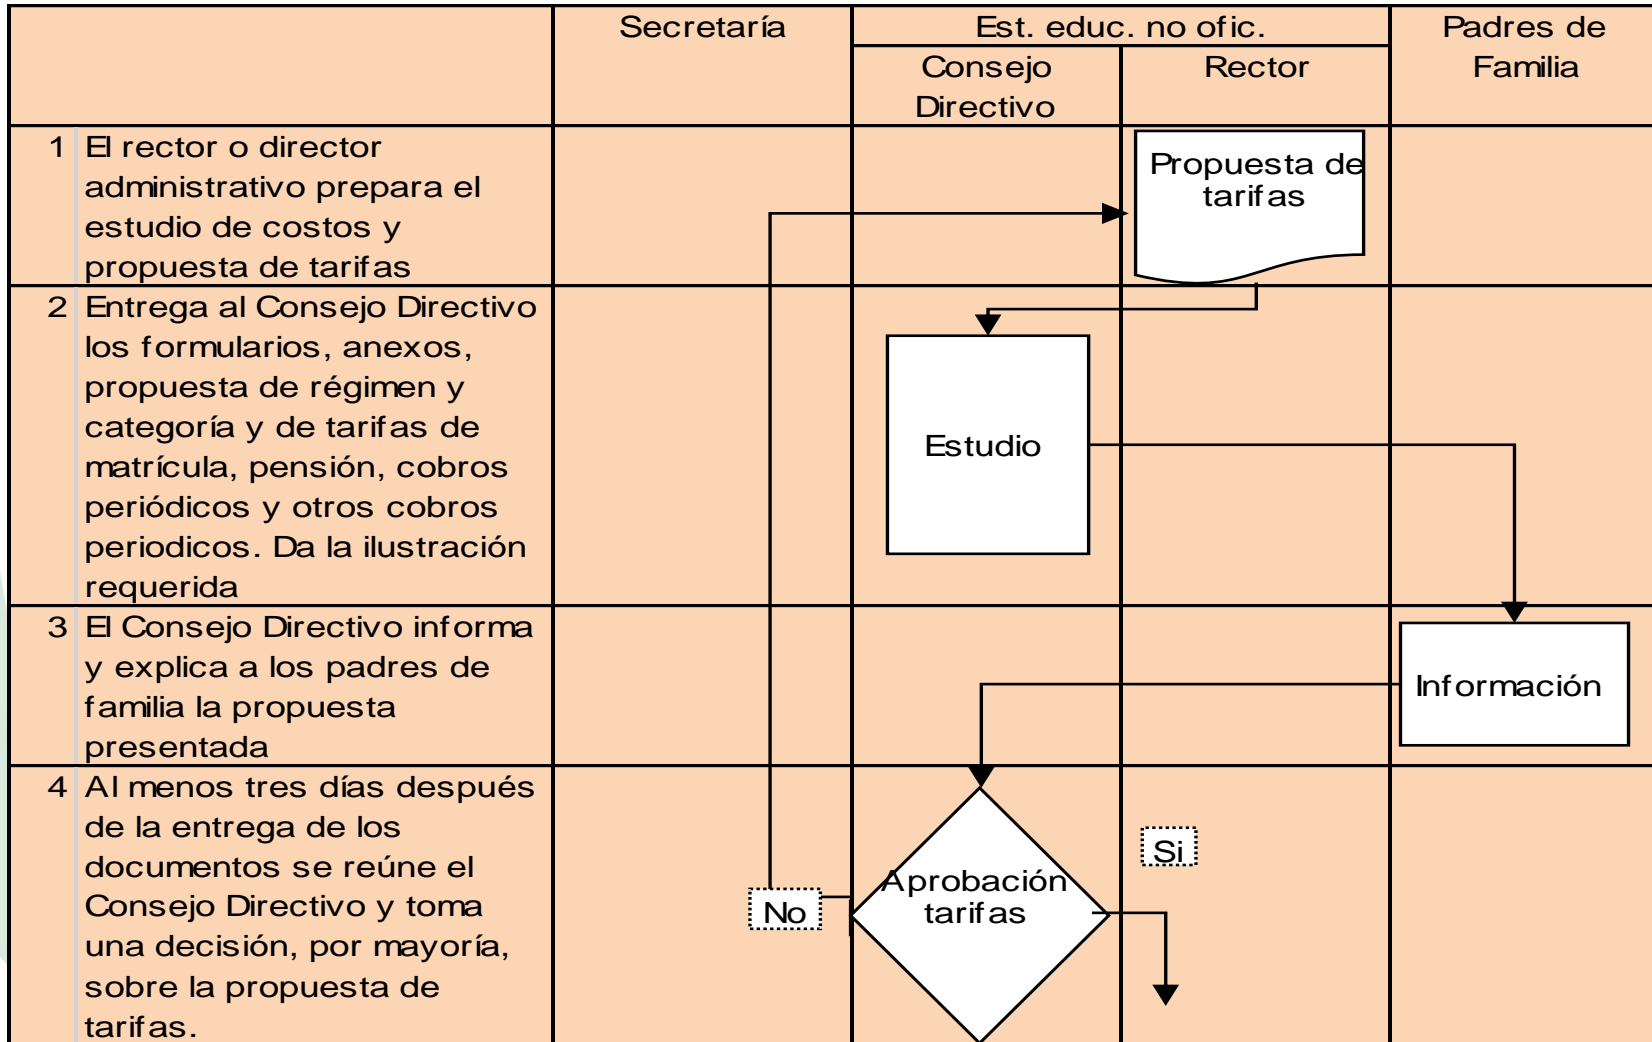 Secretaría
Est. educ. no ofic.
Padres de
Familia
Consejo
Directivo
Rector
1 El rector o director
administrativo prepara el
estudio de costos y
propuesta de tarifas
Propuesta de
tarifas
2 Entrega al Consejo Directivo
los formularios, anexos,
propuesta de régimen y
categoría y de tarifas de
matrícula, pensión, cobros
periódicos y otros cobros
periodicos. Da la ilustración
requerida
Estudio
3 El Consejo Directivo informa
y explica a los padres de
familia la propuesta
presentada
Información
4 Al menos tres días después
de la entrega de los
documentos se reúne el
Consejo Directivo y toma
una decisión, por mayoría,
sobre la propuesta de
tarifas.
No
Aprobación
tarifas
Si